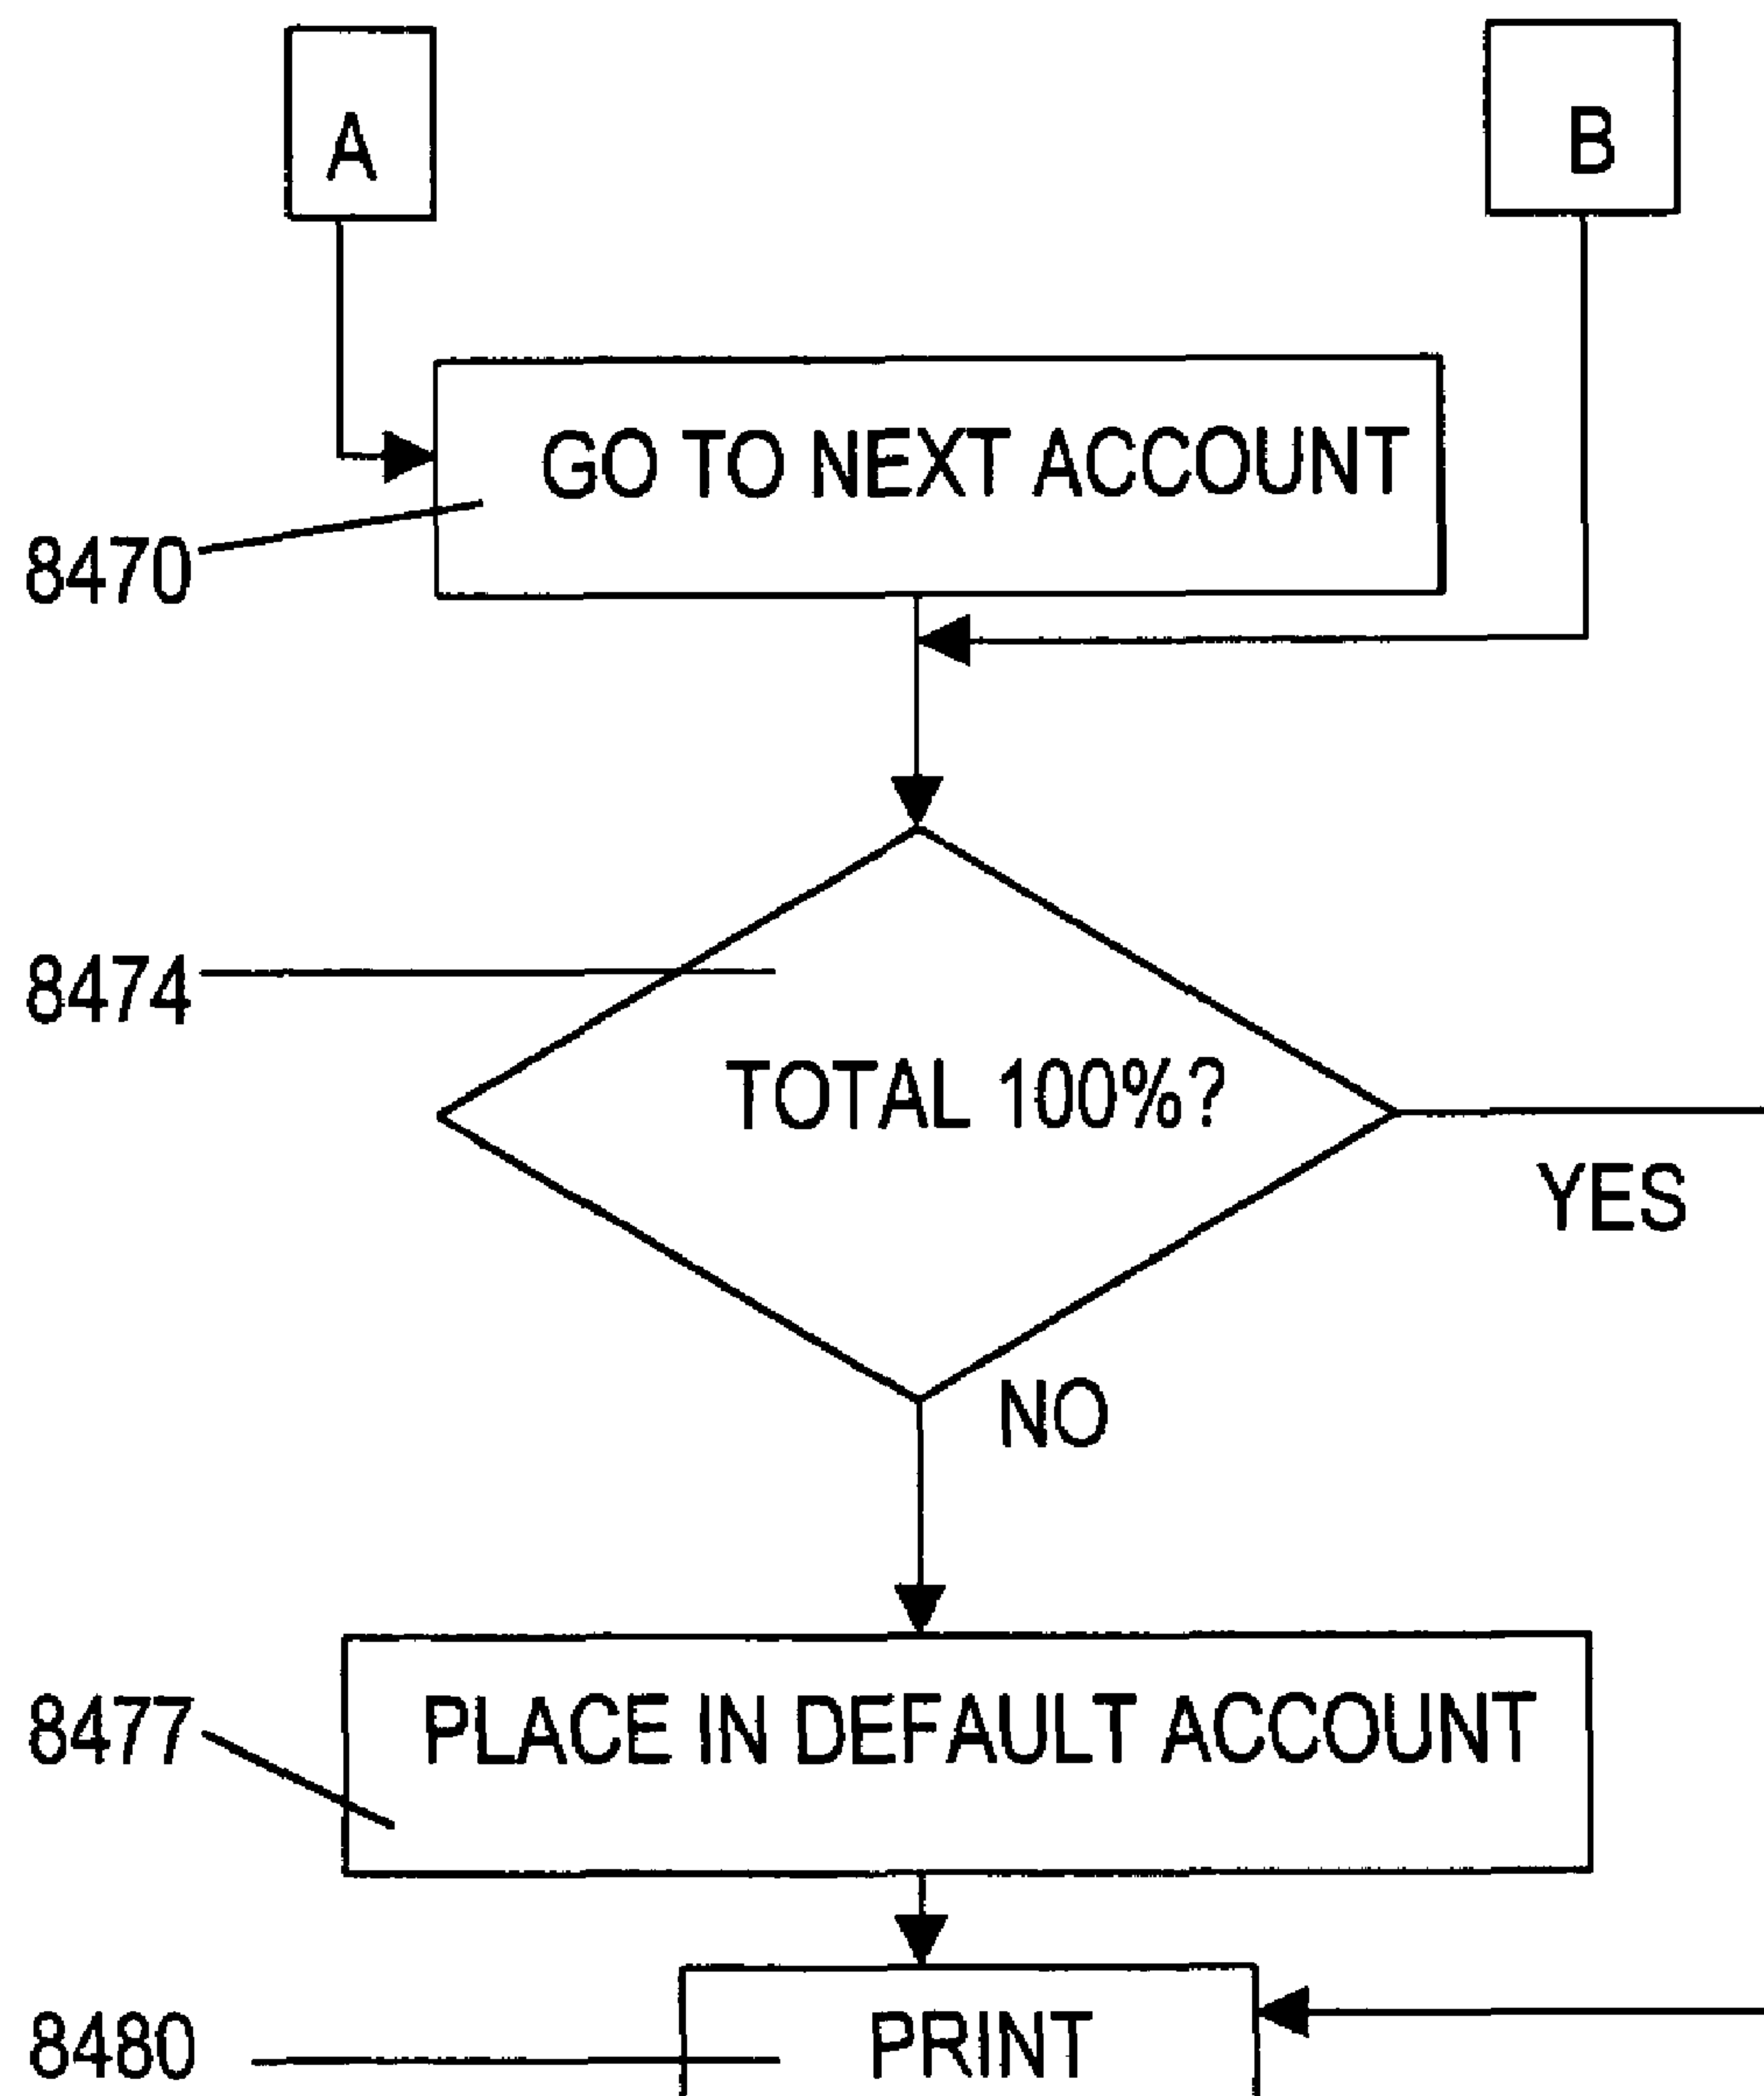 A
B
GO TO NEXT ACCOUNT
8470
8474
TOTAL 100%?
YES
NO
8477
PLACE IN DEFAULT ACCOUNT
8480
PRINT